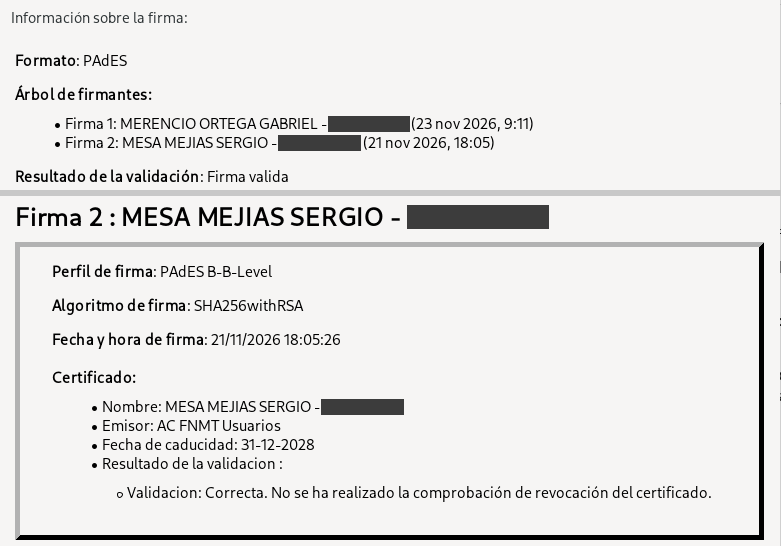 Información sobre la firma:
Formato: PAdES
Árbol de firmantes:
• Firma 1: MERENCIO ORTEGA GABRIEL - (23 nov 2026, 9:11)
• Firma 2: MESA MEJIAS SERGIO - (21 nov 2026, 18:05)
Resultado de la validación: Firma valida
Firma 2 : MESA MEJIAS SERGIO -
Perfil de firma: PAdES B-B-Level
Algoritmo de firma: SHA256withRSA
Fecha y hora de firma: 21/11/2026 18:05:26
Certificado:
• Nombre: MESA MEJIAS SERGIO -
• Emisor: AC FNMT Usuarios
• Fecha de caducidad: 31-12-2028
• Resultado de la validacion :
o Validacion: Correcta. No se ha realizado la comprobación de revocación del certificado.